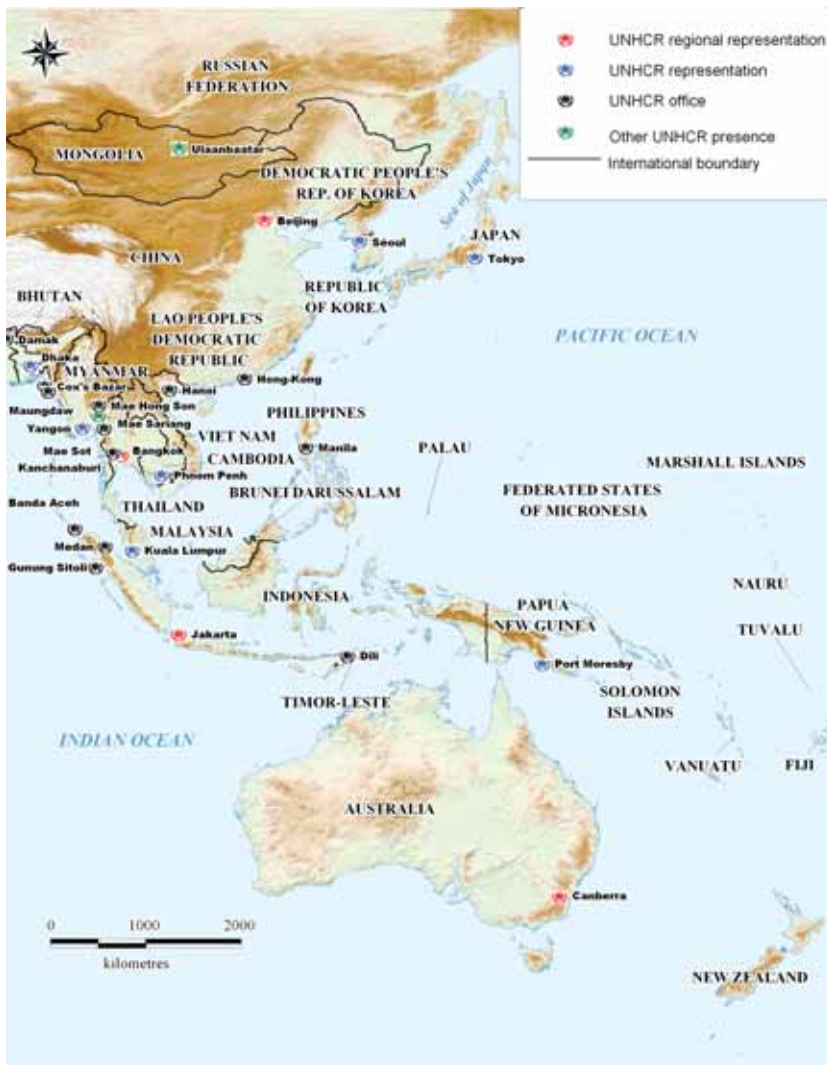 UNHCR regional representation
UNHCR representation
UNHCR office
Other UNHCR presence
International boundary
RUSSIAN
FEDERATION
MONGOLIA
Ulaanbaatar
DEMOCRATIC PEOPLE'S
REP. OF KOREA
Sea of Japan
Beijing
Seoul
JAPAN
Tokyo
CHINA
REPUBLIC
OF KOREA
BHUTAN
LAO PEOPLE'S
DEMOCRATIC
REPUBLIC
PACIFIC OCEAN
Damak
Dhaka
MYANMAR
Cox's Bazar
Hanoi
Hong-Kong
Maungdaw
Mae Hong Son
PHILIPPINES
Yangon
Mae Sariang
VIET NAM
Manila
PALAU
Mae Sot
Bangkok
CAMBODIA
MARSHALL ISLANDS
Kanchanaburi
Phnom Penh
BRUNEI DARUSSALAM
FEDERATED STATES
OF MICRONESIA
Banda Aceh
THAILAND
MALAYSIA
Medan
Kuala Lumpur
Gunung Sitoli
INDONESIA
NAURU
PAPUA
NEW GUINEA
TUVALU
Jakarta
Dili
Port Moresby
TIMOR-LESTE
SOLOMON
ISLANDS
INDIAN OCEAN
VANUATU
FIJI
AUSTRALIA
Canberra
0 1000 2000
kilometres
NEW ZEALAND